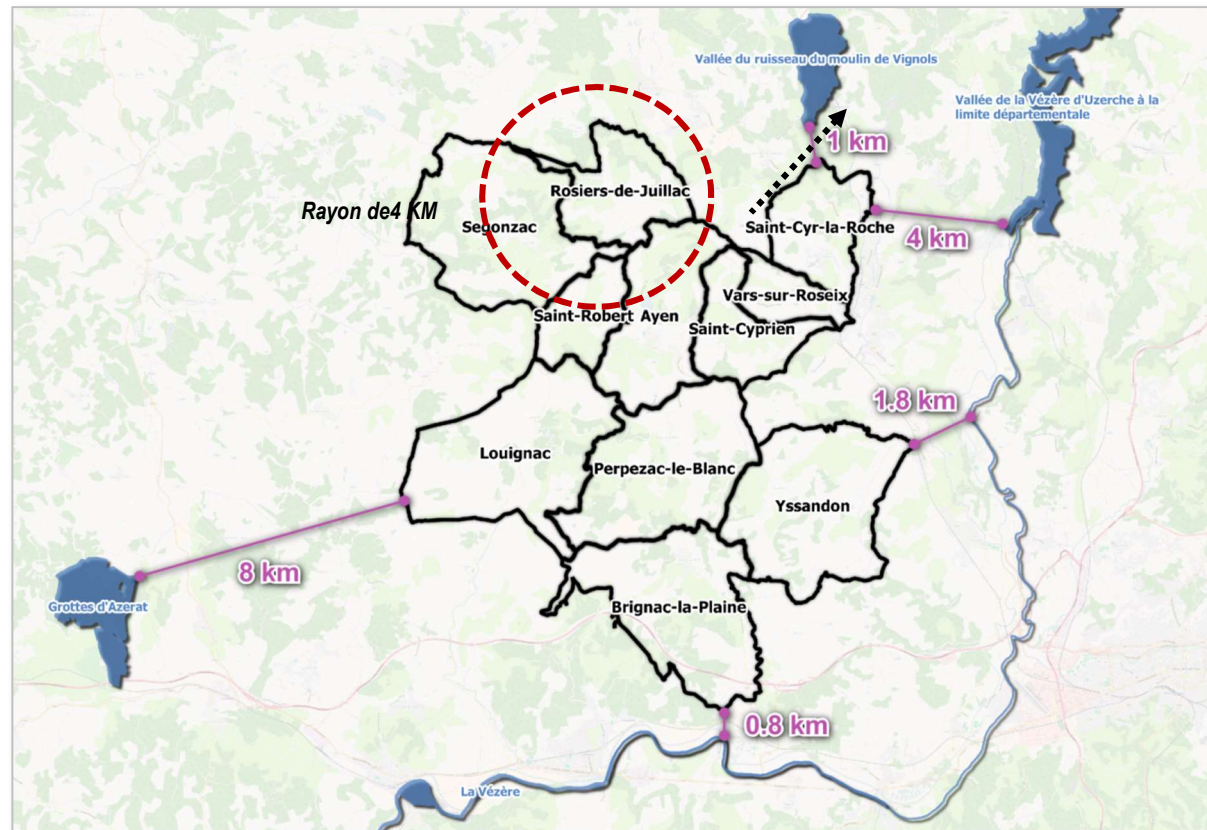 Vallée du ruisseau du moulin de Vignols
Vallée de la Vézère d'Uzerche à la
limite départementale
1 km
Rosiers-de-Juillac
Rayon de4 KM
Segonzac
Saint-Cyr-la-Roche
4 km
Vars-sur-Roseix
Saint-Robert
Ayen
Saint-Cyprien
1.8 km
Louignac
Perpezac-le-Blanc
Yssandon
8 km
Grottes d'Azerat
Brignac-la-Plaine
0.8 km
La Vézère